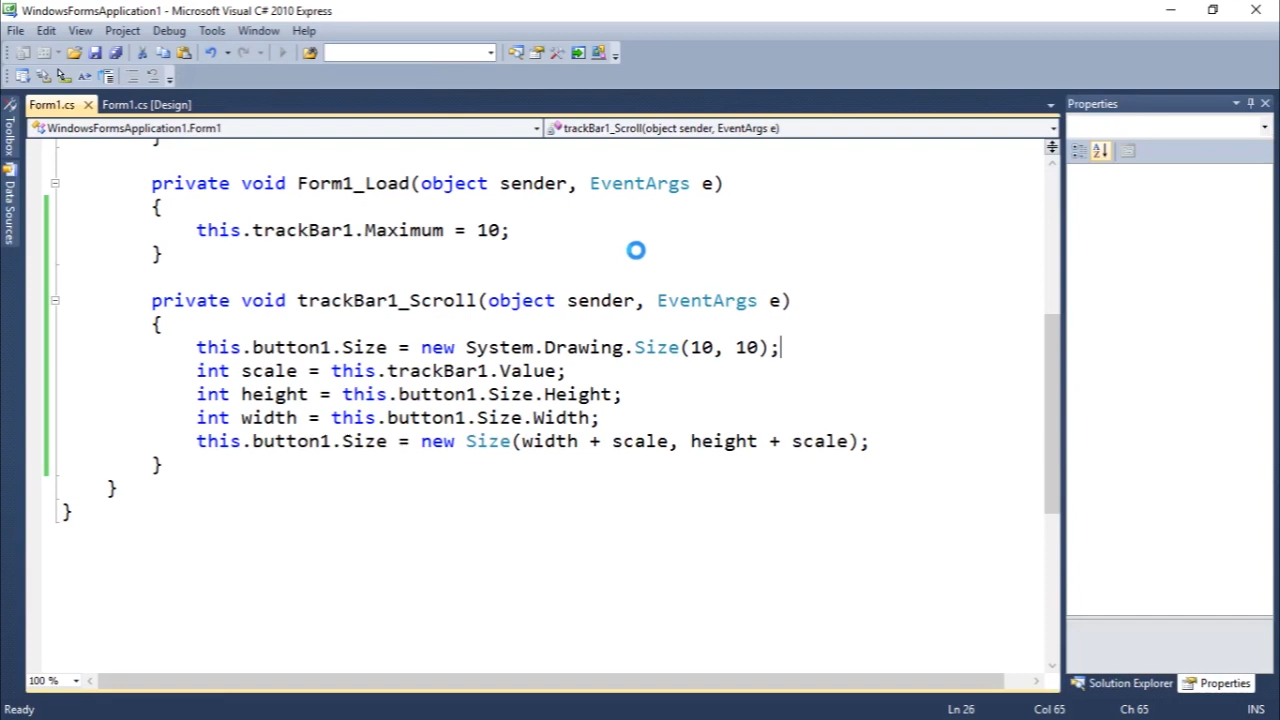 WindowsFormsApplication1 - Microsoft Visual C# 2010 Express
File Edit View Project Debug Tools Window Help
Form1.cs Form1.cs [Design]
Properties
WindowsFormsApplication1.Form1 trackBar1_Scroll(object sender, EventArgs e)
Toolbox
Data Sources
}
private void Form1_Load(object sender, EventArgs e)
{
this.trackBar1.Maximum = 10;
}
private void trackBar1_Scroll(object sender, EventArgs e)
{
this.button1.Size = new System.Drawing.Size(10, 10);
int scale = this.trackBar1.Value;
int height = this.button1.Size.Height;
int width = this.button1.Size.Width;
this.button1.Size = new Size(width + scale, height + scale);
}
}
}
100 %
Solution Explorer Properties
Ready Ln 26 Col 65 Ch 65 INS